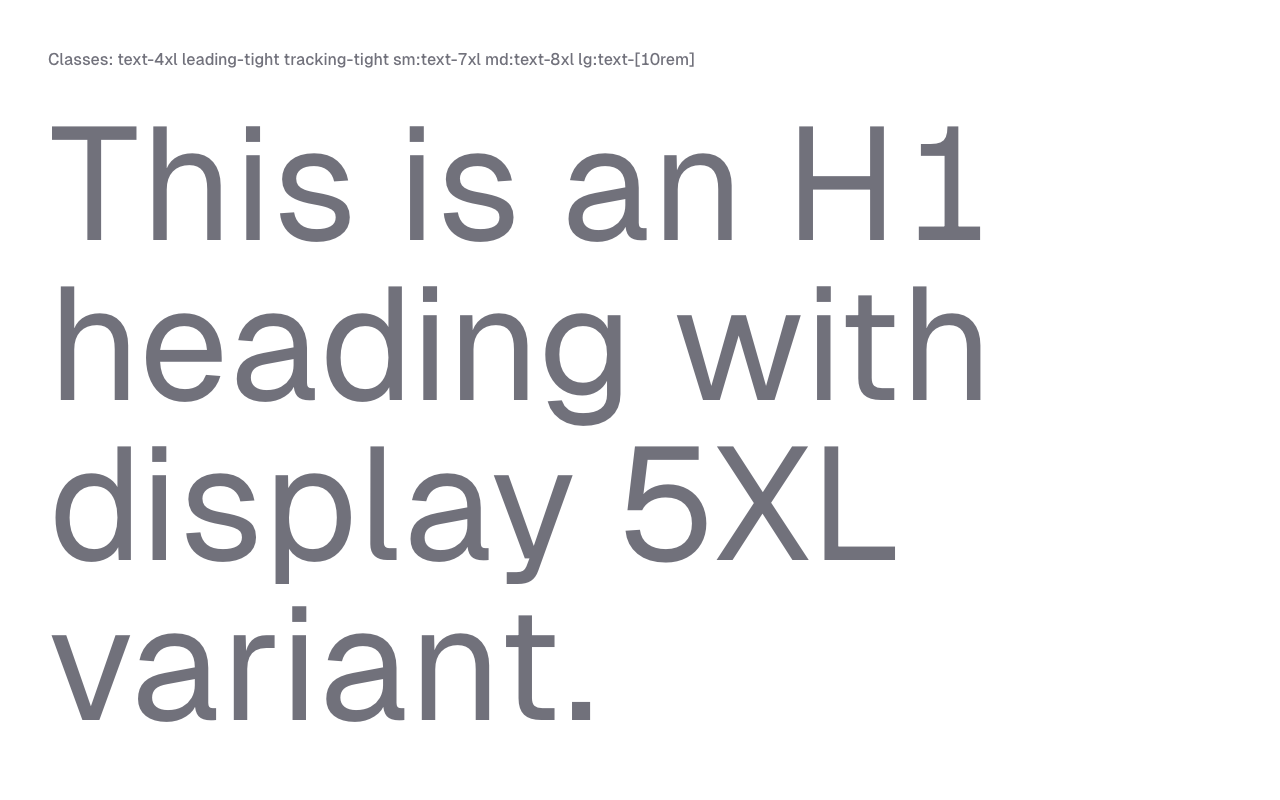 Classes: text-4xl leading-tight tracking-tight sm:text-7xl md:text-8xl lg:text-[10rem]
This is an H1
heading with
display 5XL
variant.